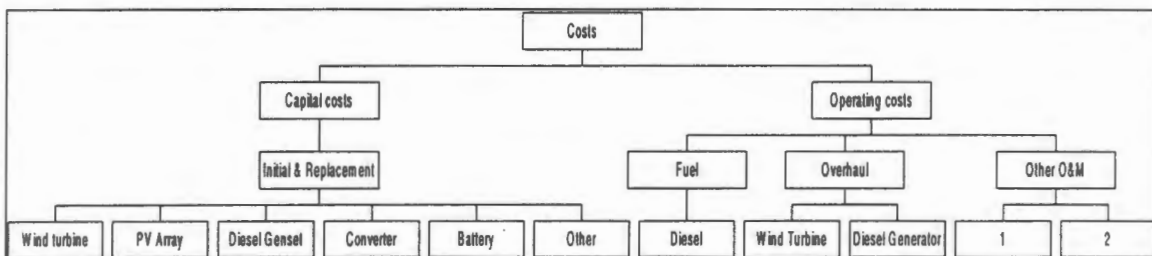 Costs
Capital costs
Operating costs
Initial & Replacement
Fuel
Overhaul
Other O&M
Wind turbine
PV Array
Diesel Genset
Converter
Battery
Other
Diesel
Wind Turbine
Diesel Generator
1
2